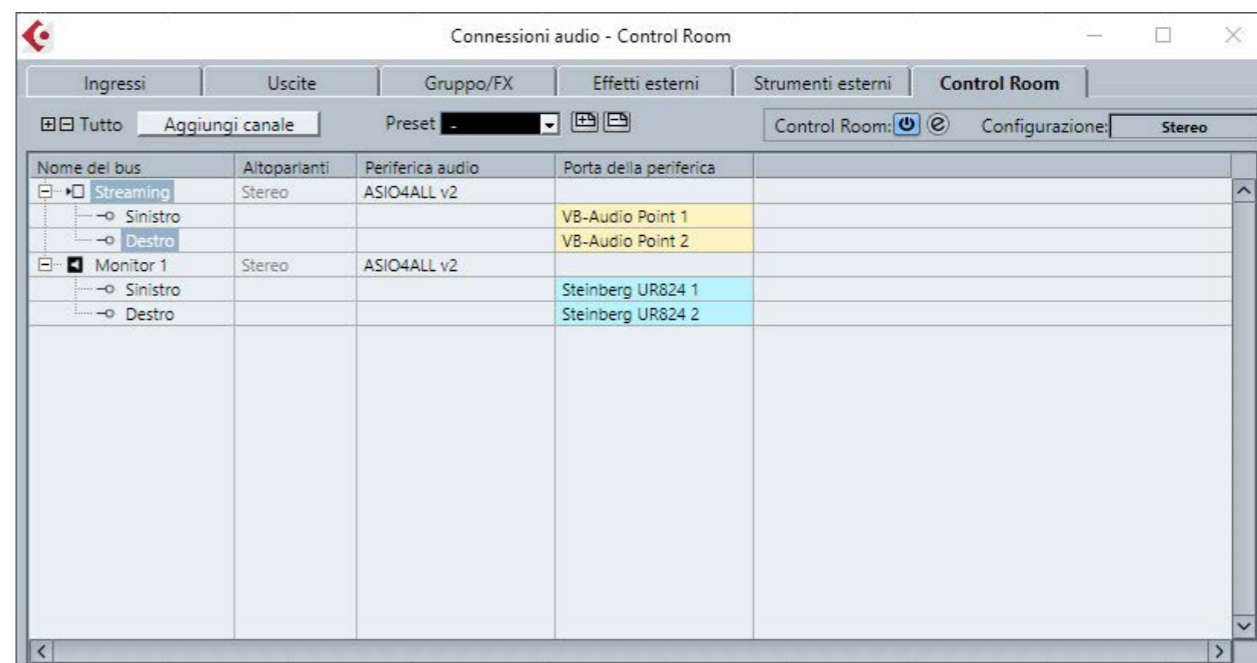 Connessioni audio - Control Room
Ingressi Uscite Gruppo/FX Effetti esterni Strumenti esterni Control Room
Tutto Aggiungi canale Preset - Control Room: e Configurazione: Stereo
Nome del bus Altoparlanti Periferica audio Porta della periferica
Streaming Stereo ASIO4ALL v2
Sinistro VB-Audio Point 1
Destro VB-Audio Point 2
Monitor 1 Stereo ASIO4ALL v2
Sinistro Steinberg UR824 1
Destro Steinberg UR824 2